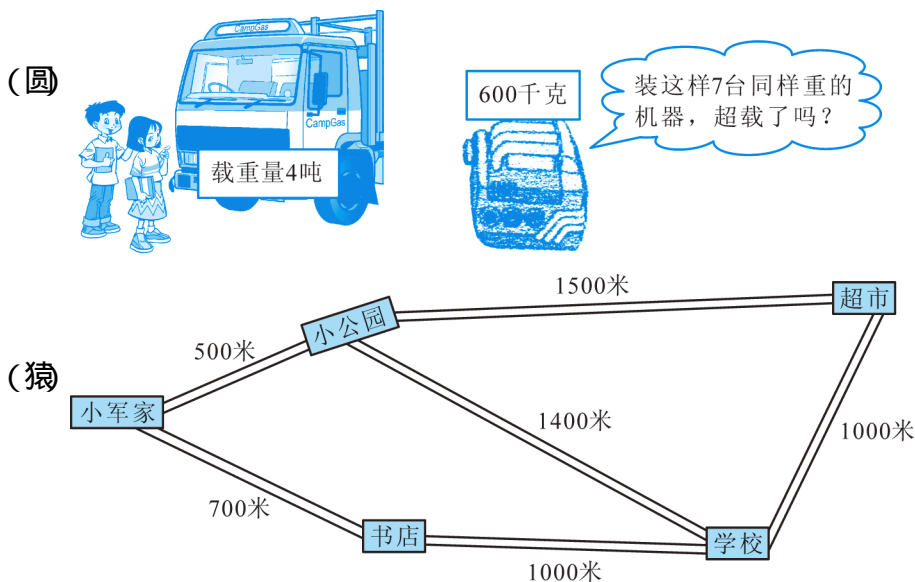 (圆)
CampGas
CampGas
载重量4吨
600千克
装这样7台同样重的
机器，超载了吗？
(猿)
1500米
超市
小公园
500米
小军家
1400米
1000米
700米
书店
学校
1000米